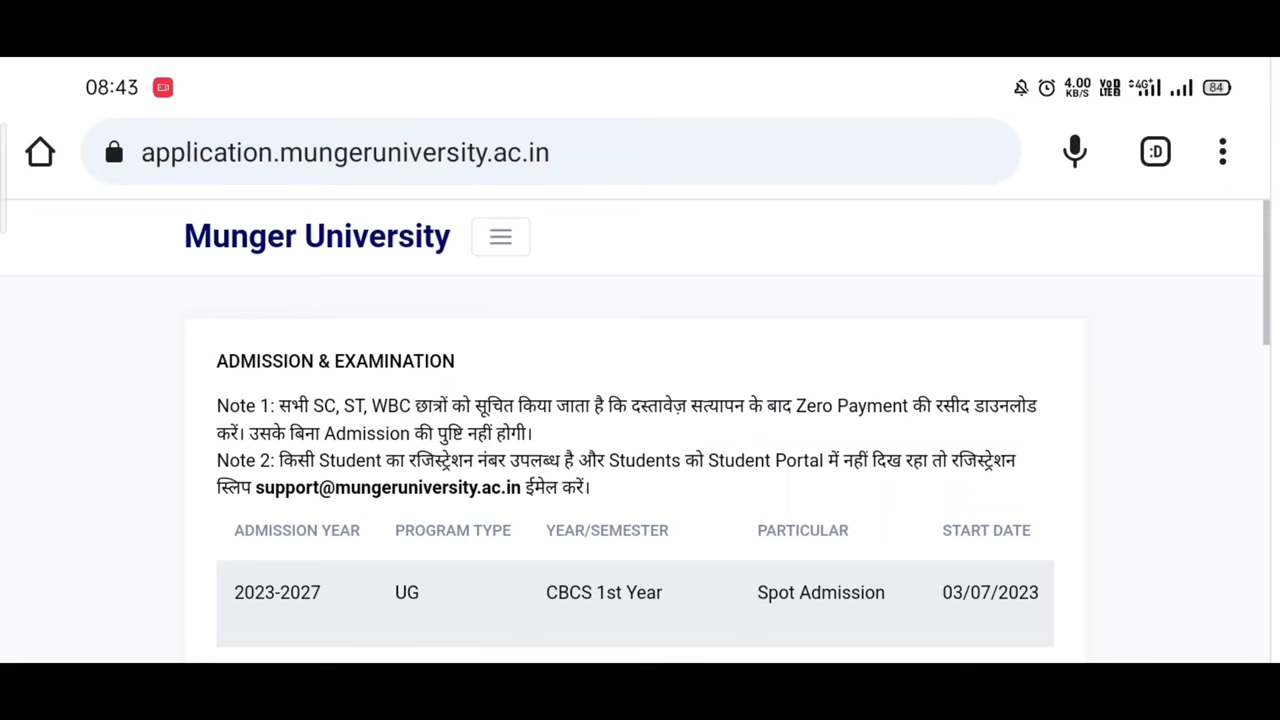 08:43 4.00 KB/S VoD LTE2 4G+ 84
application.mungeruniversity.ac.in :D
Munger University
ADMISSION & EXAMINATION
Note 1: सभी SC, ST, WBC छात्रों को सूचित किया जाता है कि दस्तावेज़ सत्यापन के बाद Zero Payment की रसीद डाउनलोड
करें। उसके बिना Admission की पुष्टि नहीं होगी।
Note 2: किसी Student का रजिस्ट्रेशन नंबर उपलब्ध है और Students को Student Portal में नहीं दिख रहा तो रजिस्ट्रेशन
स्लिप support@mungeruniversity.ac.in ईमेल करें।
ADMISSION YEAR PROGRAM TYPE YEAR/SEMESTER PARTICULAR START DATE
2023-2027 UG CBCS 1st Year Spot Admission 03/07/2023